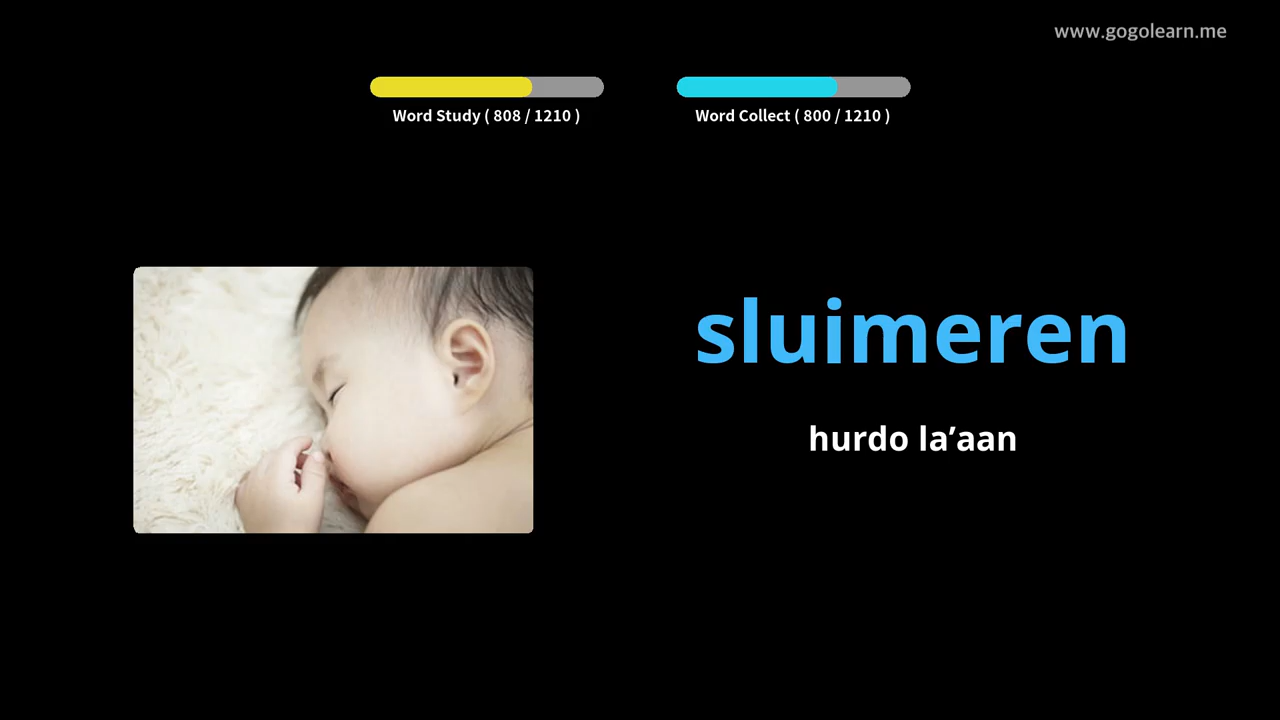 www.gogolearn.me
Word Study ( 808 / 1210 )
Word Collect ( 800 / 1210 )
sluimeren
hurdo la’aan